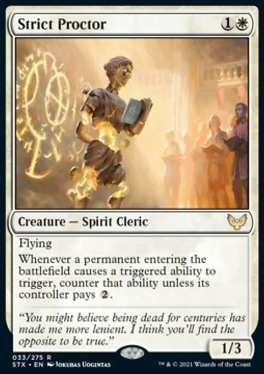 Strict Proctor 1
Creature — Spirit Cleric
Flying
Whenever a permanent entering the
battlefield causes a triggered ability to
trigger, counter that ability unless its
controller pays 2.
“You might believe being dead for centuries has
made me more lenient. I think you'll find the
opposite to be true.”
1/3
033/275 R
STX • EN JOKUBAS UOGINTAS
™ & © 2021 Wizards of the Coast